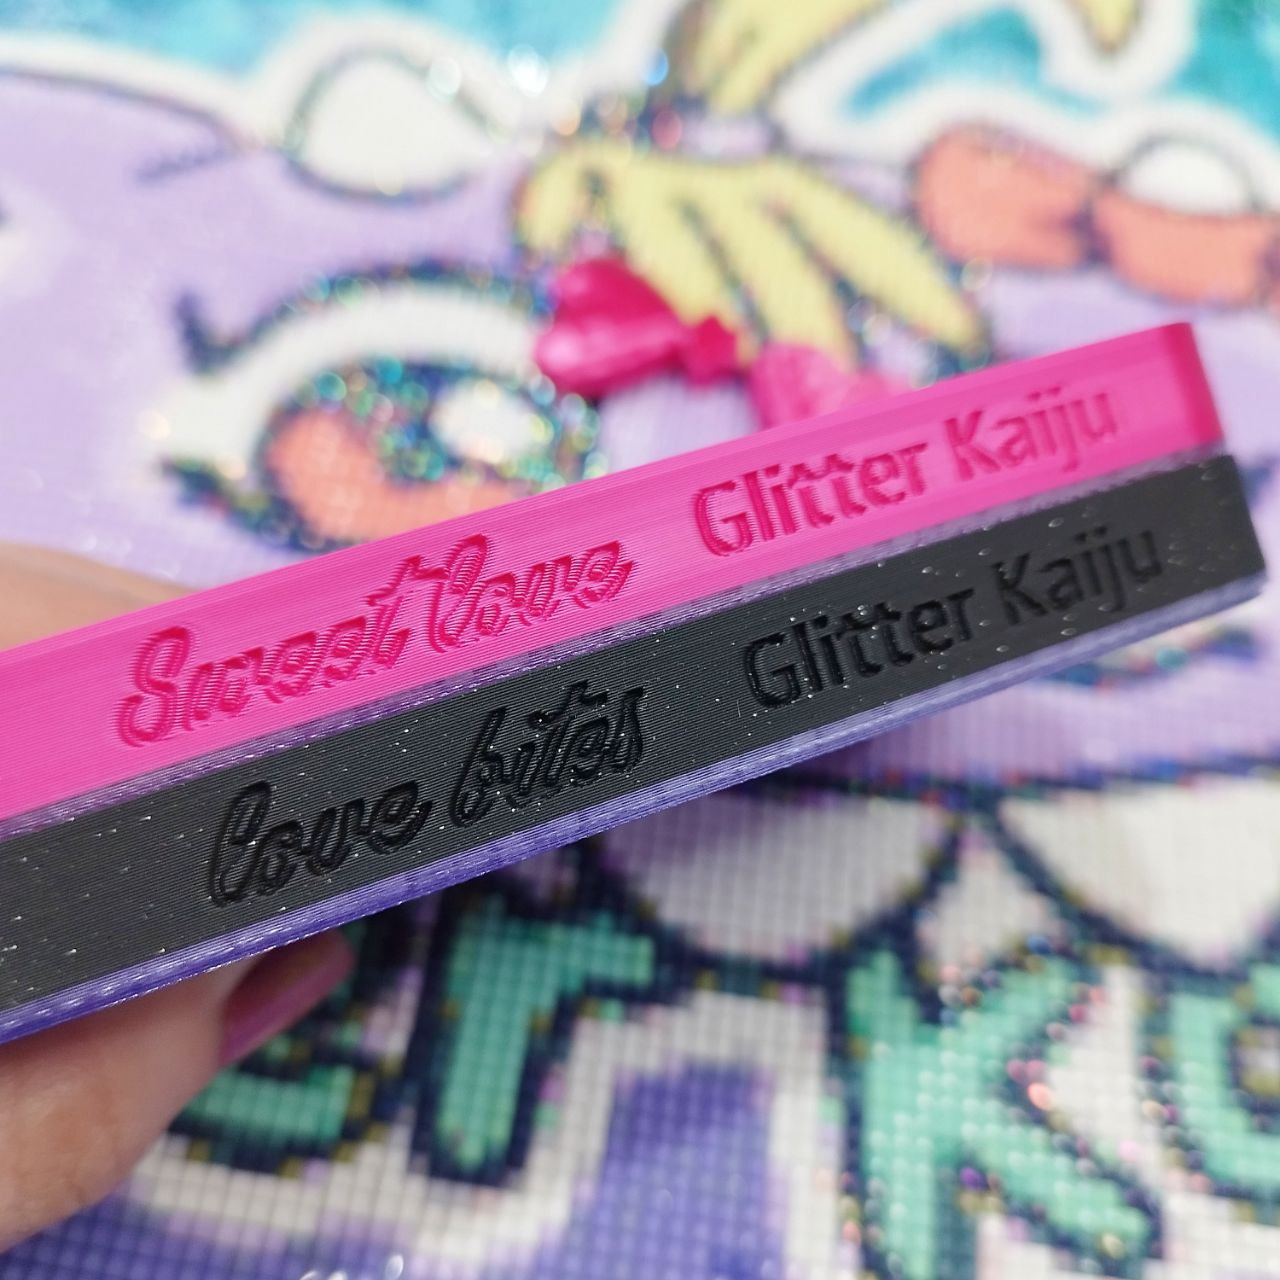 Sweet love Glitter Kaiju
love bites Glitter Kaiju